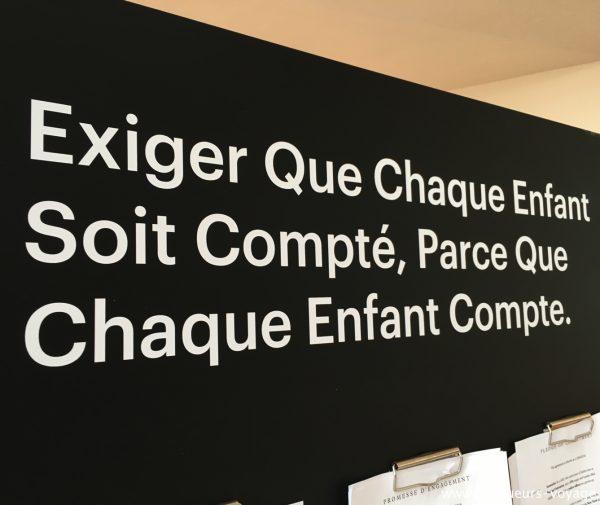 Exiger Que Chaque Enfant
Soit Compté, Parce Que
Chaque Enfant Compte.
PROMESSE D'ENGAGEMENT